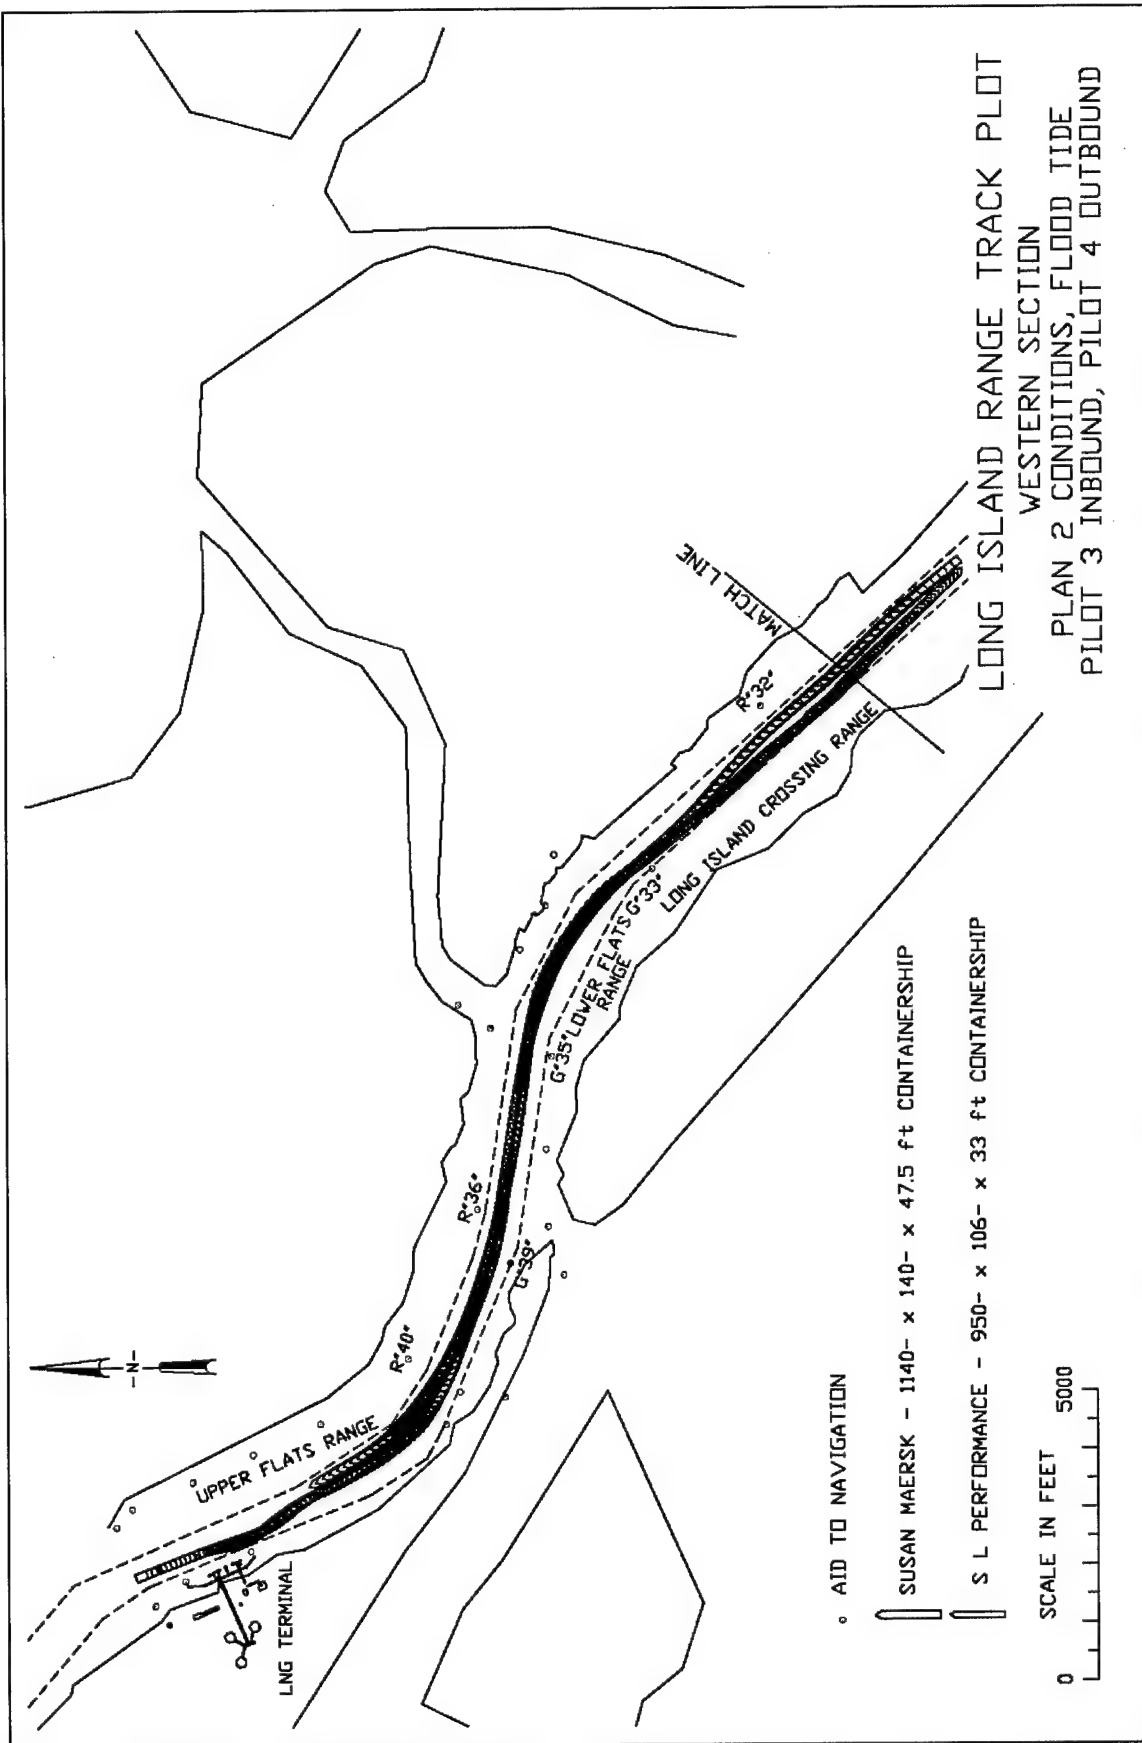 LONG ISLAND RANGE TRACK PLOT
WESTERN SECTION
PLAN 2 CONDITIONS, FLOOD TIDE
PILOT 3 INBOUND, PILOT 4 OUTBOUND
-N-
UPPER FLATS RANGE
LNG TERMINAL
R"40"
R"36"
G"39"
G"35"
LOWER FLATS
RANGE
G"33"
LONG ISLAND CROSSING RANGE
R"32"
MATCH LINE
AID TO NAVIGATION
SUSAN MAERSK - 1140- x 140- x 47.5 ft CONTAINERSHIP
S L PERFORMANCE - 950- x 106- x 33 ft CONTAINERSHIP
SCALE IN FEET
0 5000